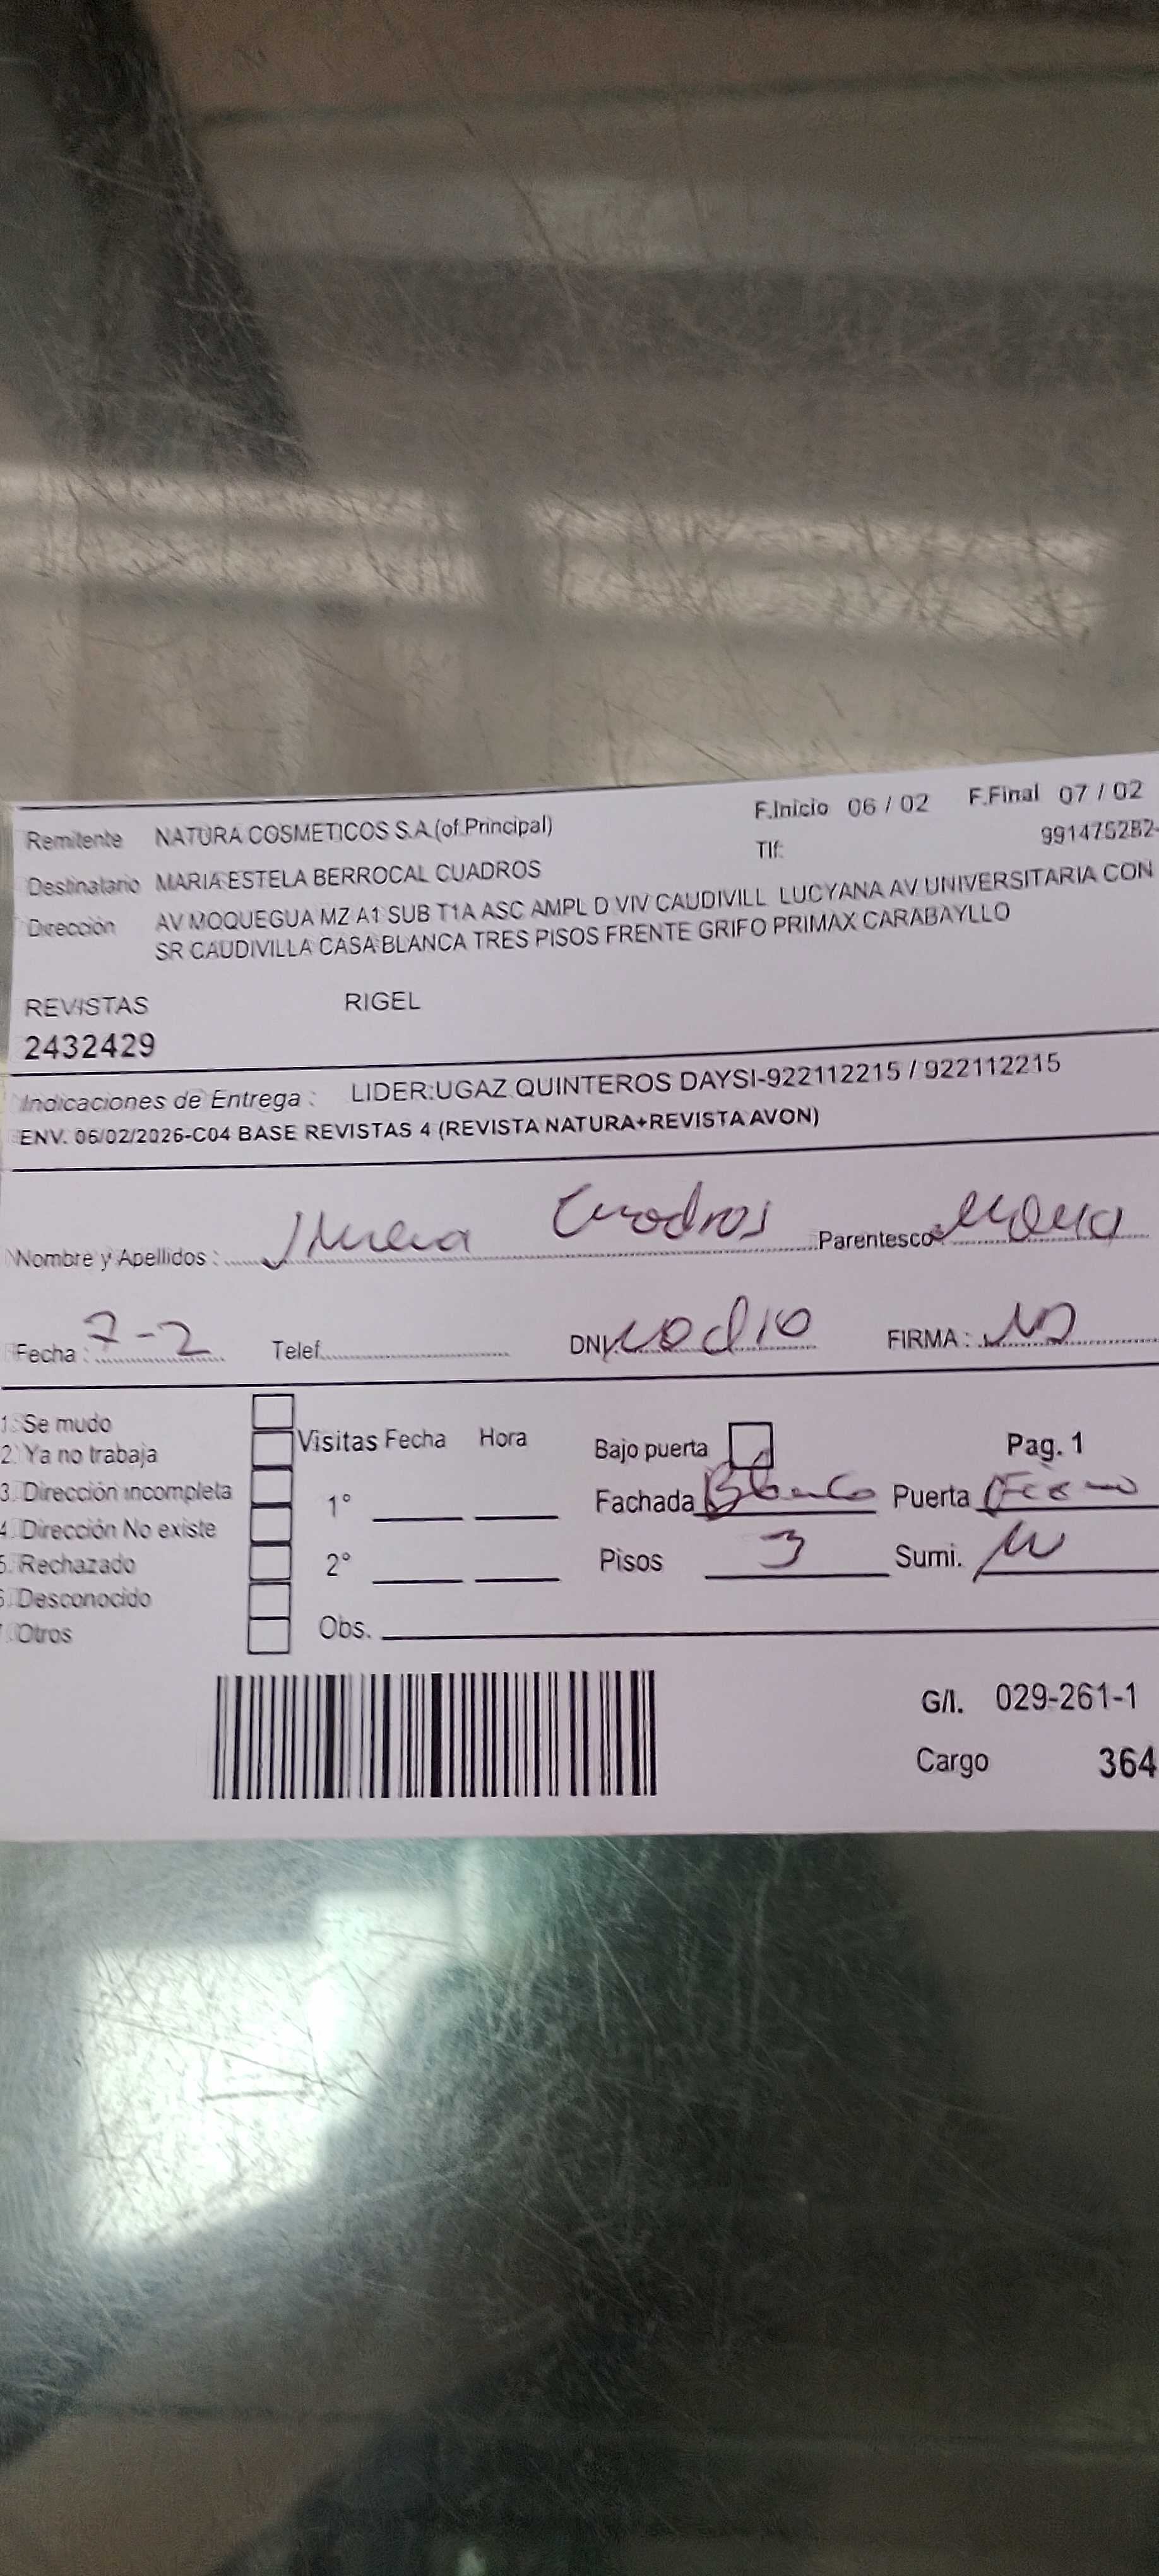 F.Inicio 06 / 02 F.Final 07 / 02
Remitente NATURA COSMETICOS S.A.(of.Principal)
Tlf: 991475282-
Destinatario MARIA ESTELA BERROCAL CUADROS
Dirección AV MOQUEGUA MZ A1 SUB T1A ASC AMPL D VIV CAUDIVILL LUCYANA AV UNIVERSITARIA CON
SR CAUDIVILLA CASA BLANCA TRES PISOS FRENTE GRIFO PRIMAX CARABAYLLO
REVISTAS RIGEL
2432429
Indicaciones de Entrega : LIDER:UGAZ QUINTEROS DAYSI-922112215 / 922112215
ENV. 06/02/2026-C04 BASE REVISTAS 4 (REVISTA NATURA+REVISTA AVON)
Nombre y Apellidos : Cuadros Parentesco
Fecha : 7-2 Telef. DNI. no dio FIRMA :
1. Se mudo
2. Ya no trabaja
3. Dirección incompleta
4. Dirección No existe
5. Rechazado
6. Desconocido
7. Otros
Visitas Fecha Hora
1°
2°
Obs.
Bajo puerta Pag. 1
Fachada Blanco Puerta Fierro
Pisos 3 Sumi.
G/I. 029-261-1
Cargo 364